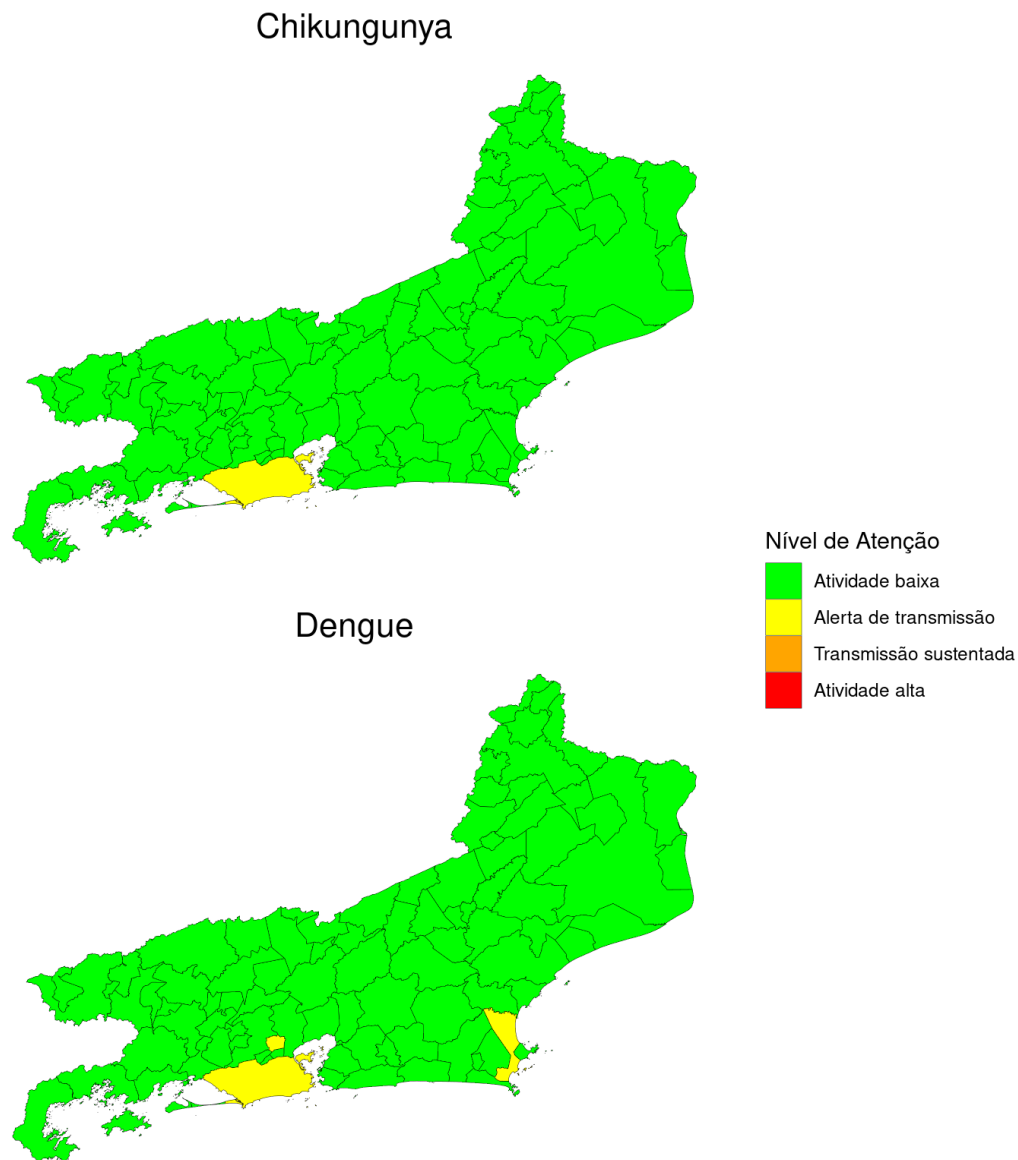 Chikungunya
Nível de Atenção
Atividade baixa
Alerta de transmissão
Transmissão sustentada
Atividade alta
Dengue